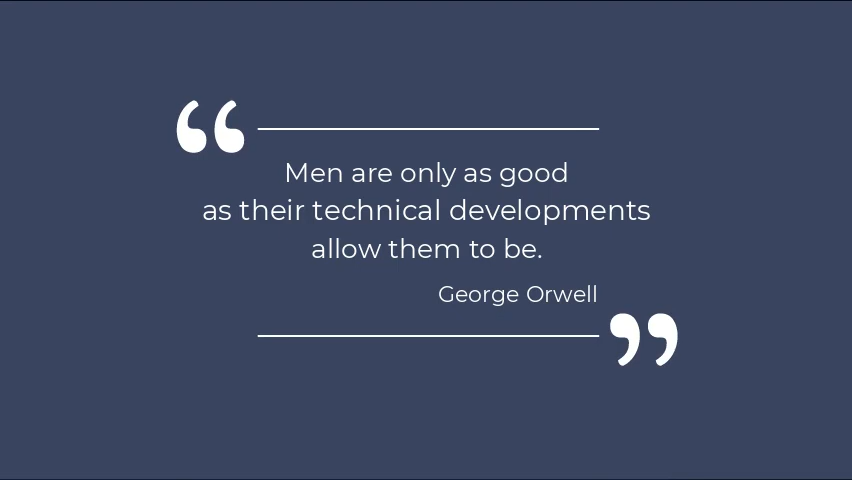 “
Men are only as good
as their technical developments
allow them to be.
George Orwell
”